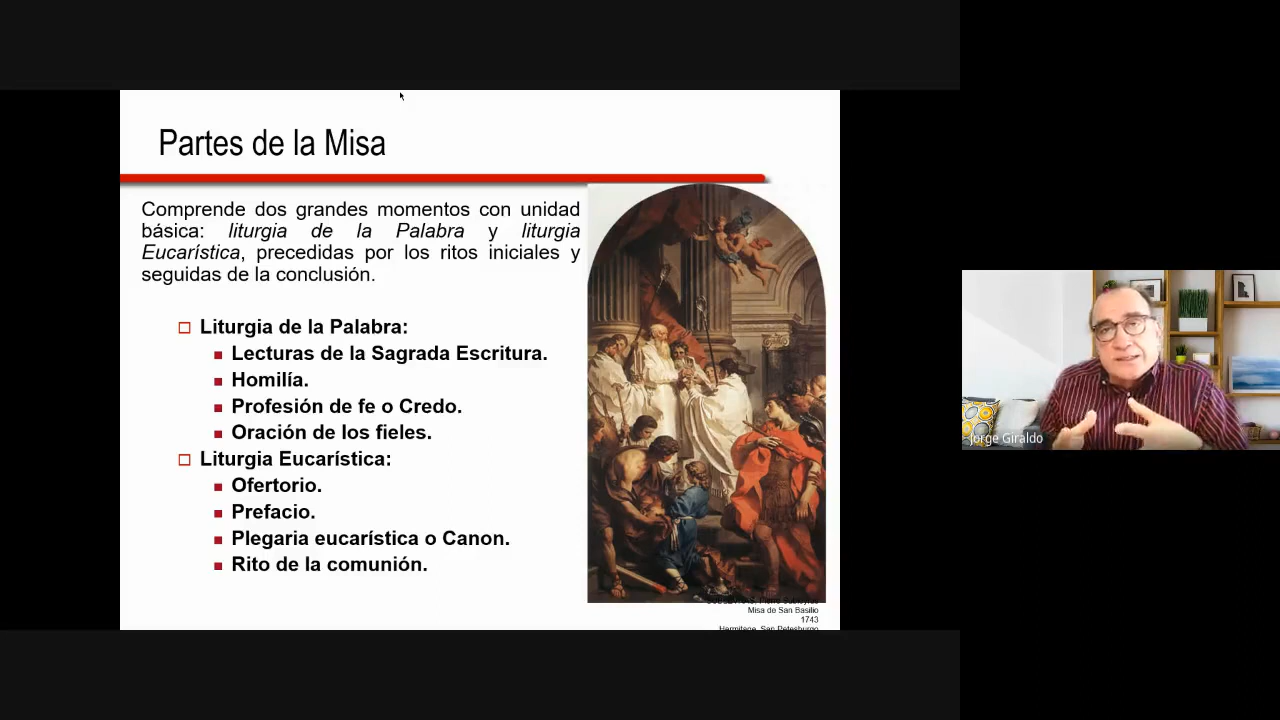 Partes de la Misa
Comprende dos grandes momentos con unidad
básica: liturgia de la Palabra y liturgia
Eucarística, precedidas por los ritos iniciales y
seguidas de la conclusión.
Liturgia de la Palabra:
Lecturas de la Sagrada Escritura.
Homilía.
Profesión de fe o Credo.
Oración de los fieles.
Liturgia Eucarística:
Ofertorio.
Prefacio.
Plegaria eucarística o Canon.
Rito de la comunión.
Misa de San Basilio
1743
Hermitage, San Petesburgo
Jorge Giraldo